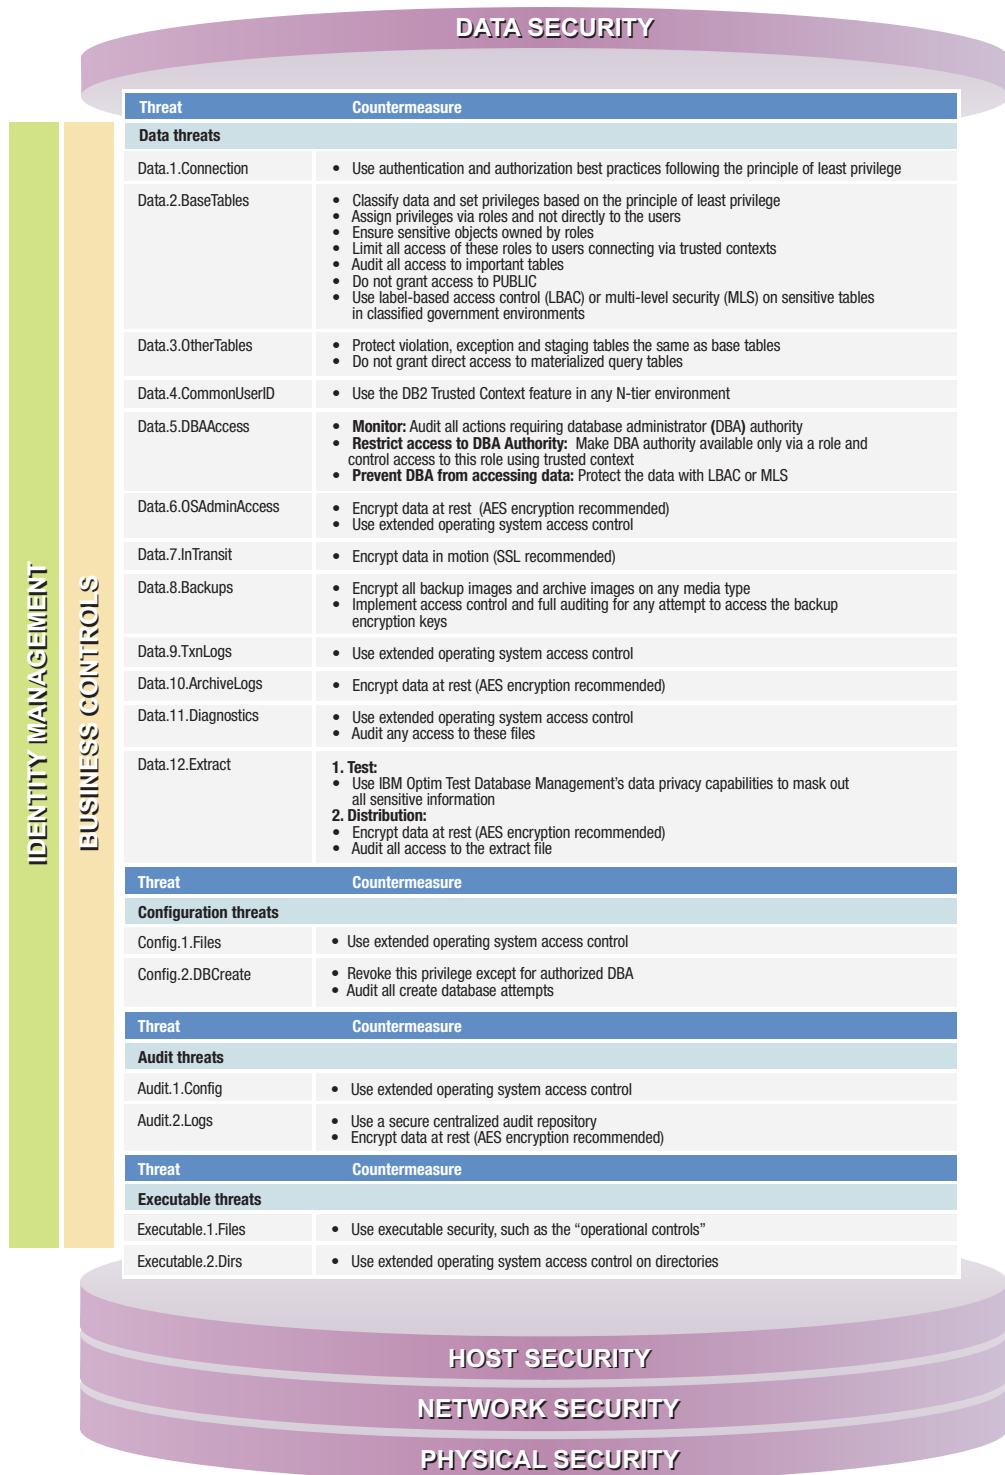 DATA SECURITY
Threat Countermeasure
Data threats
Data.1.Connection • Use authentication and authorization best practices following the principle of least privilege
Data.2.BaseTables • Classify data and set privileges based on the principle of least privilege
• Assign privileges via roles and not directly to the users
• Ensure sensitive objects owned by roles
• Limit all access of these roles to users connecting via trusted contexts
• Audit all access to important tables
• Do not grant access to PUBLIC
• Use label-based access control (LBAC) or multi-level security (MLS) on sensitive tables
in classified government environments
Data.3.OtherTables • Protect violation, exception and staging tables the same as base tables
• Do not grant direct access to materialized query tables
Data.4.CommonUserID • Use the DB2 Trusted Context feature in any N-tier environment
Data.5.DBAAccess • Monitor: Audit all actions requiring database administrator (DBA) authority
• Restrict access to DBA Authority: Make DBA authority available only via a role and
control access to this role using trusted context
• Prevent DBA from accessing data: Protect the data with LBAC or MLS
Data.6.OSAdminAccess • Encrypt data at rest (AES encryption recommended)
• Use extended operating system access control
Data.7.InTransit • Encrypt data in motion (SSL recommended)
Data.8.Backups • Encrypt all backup images and archive images on any media type
• Implement access control and full auditing for any attempt to access the backup
encryption keys
Data.9.TxnLogs • Use extended operating system access control
Data.10.ArchiveLogs • Encrypt data at rest (AES encryption recommended)
Data.11.Diagnostics • Use extended operating system access control
• Audit any access to these files
Data.12.Extract 1. Test:
• Use IBM Optim Test Database Management's data privacy capabilities to mask out
all sensitive information
2. Distribution:
• Encrypt data at rest (AES encryption recommended)
• Audit all access to the extract file
Threat Countermeasure
Configuration threats
Config.1.Files • Use extended operating system access control
Config.2.DBCreate • Revoke this privilege except for authorized DBA
• Audit all create database attempts
Threat Countermeasure
Audit threats
Audit.1.Config • Use extended operating system access control
Audit.2.Logs • Use a secure centralized audit repository
• Encrypt data at rest (AES encryption recommended)
Threat Countermeasure
Executable threats
Executable.1.Files • Use executable security, such as the “operational controls”
Executable.2.Dirs • Use extended operating system access control on directories
IDENTITY MANAGEMENT
BUSINESS CONTROLS
HOST SECURITY
NETWORK SECURITY
PHYSICAL SECURITY